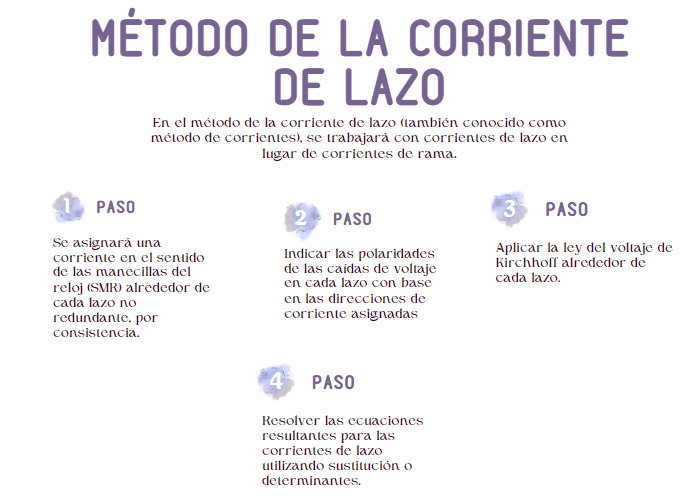 MÉTODO DE LA CORRIENTE
DE LAZO
En el método de la corriente de lazo (también conocido como
método de corrientes), se trabajará con corrientes de lazo en
lugar de corrientes de rama.
1 PASO
Se asignará una
corriente en el sentido
de las manecillas del
reloj (SMR) alrededor de
cada lazo no
redundante, por
consistencia.
2 PASO
Indicar las polaridades
de las caídas de voltaje
en cada lazo con base
en las direcciones de
corriente asignadas
3 PASO
Aplicar la ley del voltaje de
Kirchhoff alrededor de
cada lazo.
4 PASO
Resolver las ecuaciones
resultantes para las
corrientes de lazo
utilizando sustitución o
determinantes.